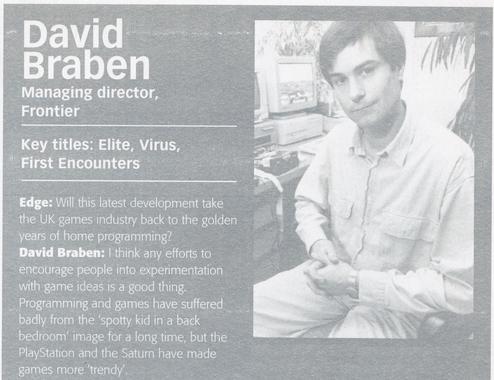 David
Braben
Managing director,
Frontier
Key titles: Elite, Virus,
First Encounters
Edge: Will this latest development take
the UK games industry back to the golden
years of home programming?
David Braben: I think any efforts to
encourage people into experimentation
with game ideas is a good thing.
Programming and games have suffered
badly from the 'spotty kid in a back
bedroom' image for a long time, but the
PlayStation and the Saturn have made
games more 'trendy'.